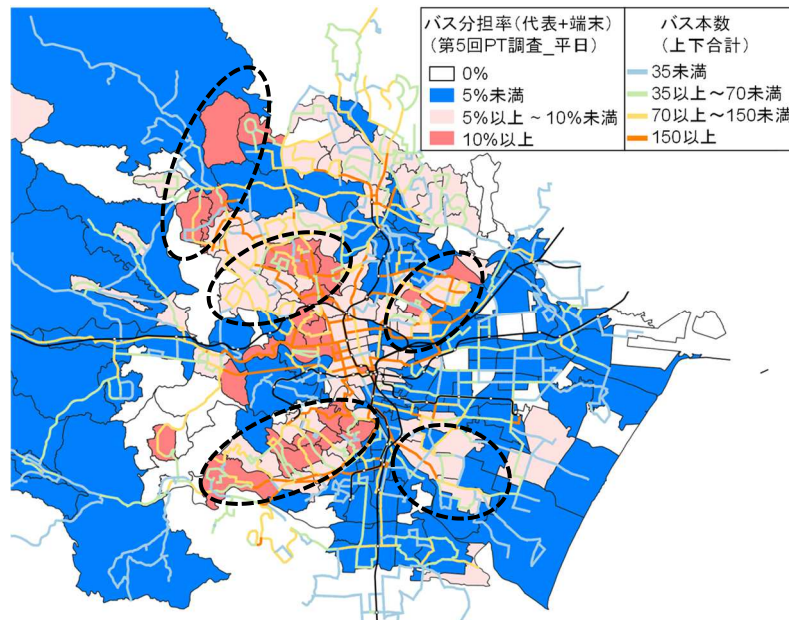 バス分担率(代表+端末)
(第5回PT調査_平日)
0%
5%未満
5%以上 ~ 10%未満
10%以上
バス本数
(上下合計)
35未満
35以上～70未満
70以上～150未満
150以上